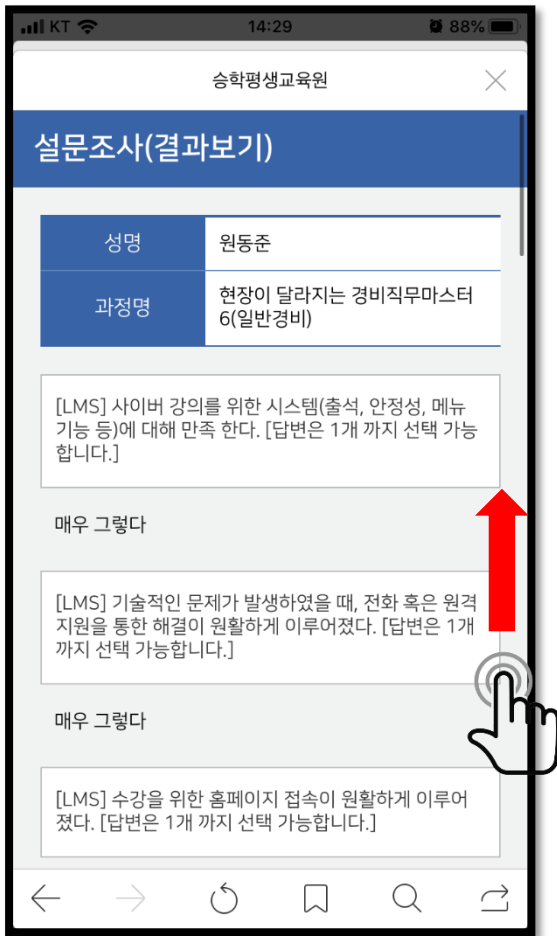 KT 14:29 88%
승학평생교육원
설문조사(결과보기)
성명 원동준
과정명 현장이 달라지는 경비직무마스터
6(일반경비)
[LMS] 사이버 강의를 위한 시스템(출석, 안정성, 메뉴
기능 등)에 대해 만족 한다. [답변은 1개 까지 선택 가능
합니다.]
매우 그렇다
[LMS] 기술적인 문제가 발생하였을 때, 전화 혹은 원격
지원을 통한 해결이 원활하게 이루어졌다. [답변은 1개
까지 선택 가능합니다.]
매우 그렇다
[LMS] 수강을 위한 홈페이지 접속이 원활하게 이루어
졌다. [답변은 1개 까지 선택 가능합니다.]